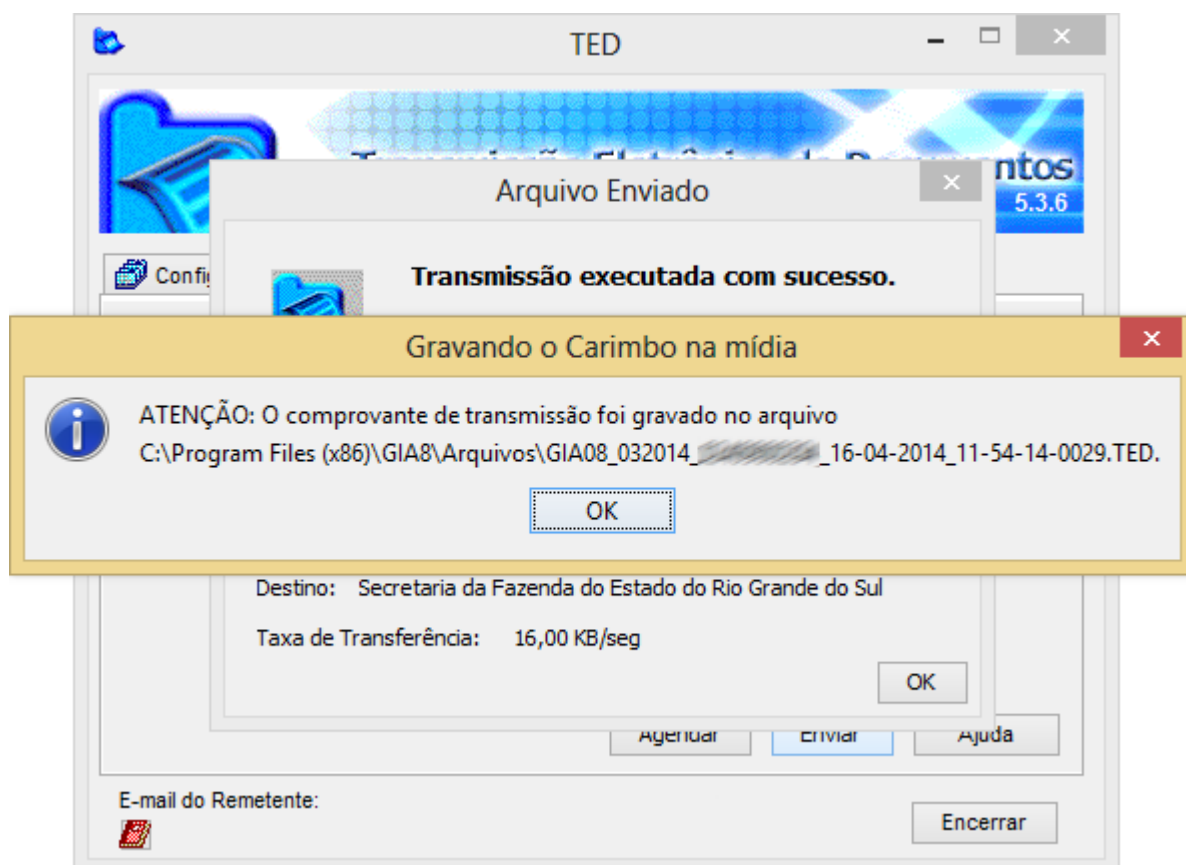 TED
ntos
5.3.6
Arquivo Enviado
Transmissão executada com sucesso.
Gravando o Carimbo na mídia
ATENÇÃO: O comprovante de transmissão foi gravado no arquivo
C:\Program Files (x86)\GIA8\Arquivos\GIA08_032014_ _16-04-2014_11-54-14-0029.TED.
OK
Destino: Secretaria da Fazenda do Estado do Rio Grande do Sul
Taxa de Transferência: 16,00 KB/seg
OK
Agendar Enviar Ajuda
E-mail do Remetente:
Encerrar